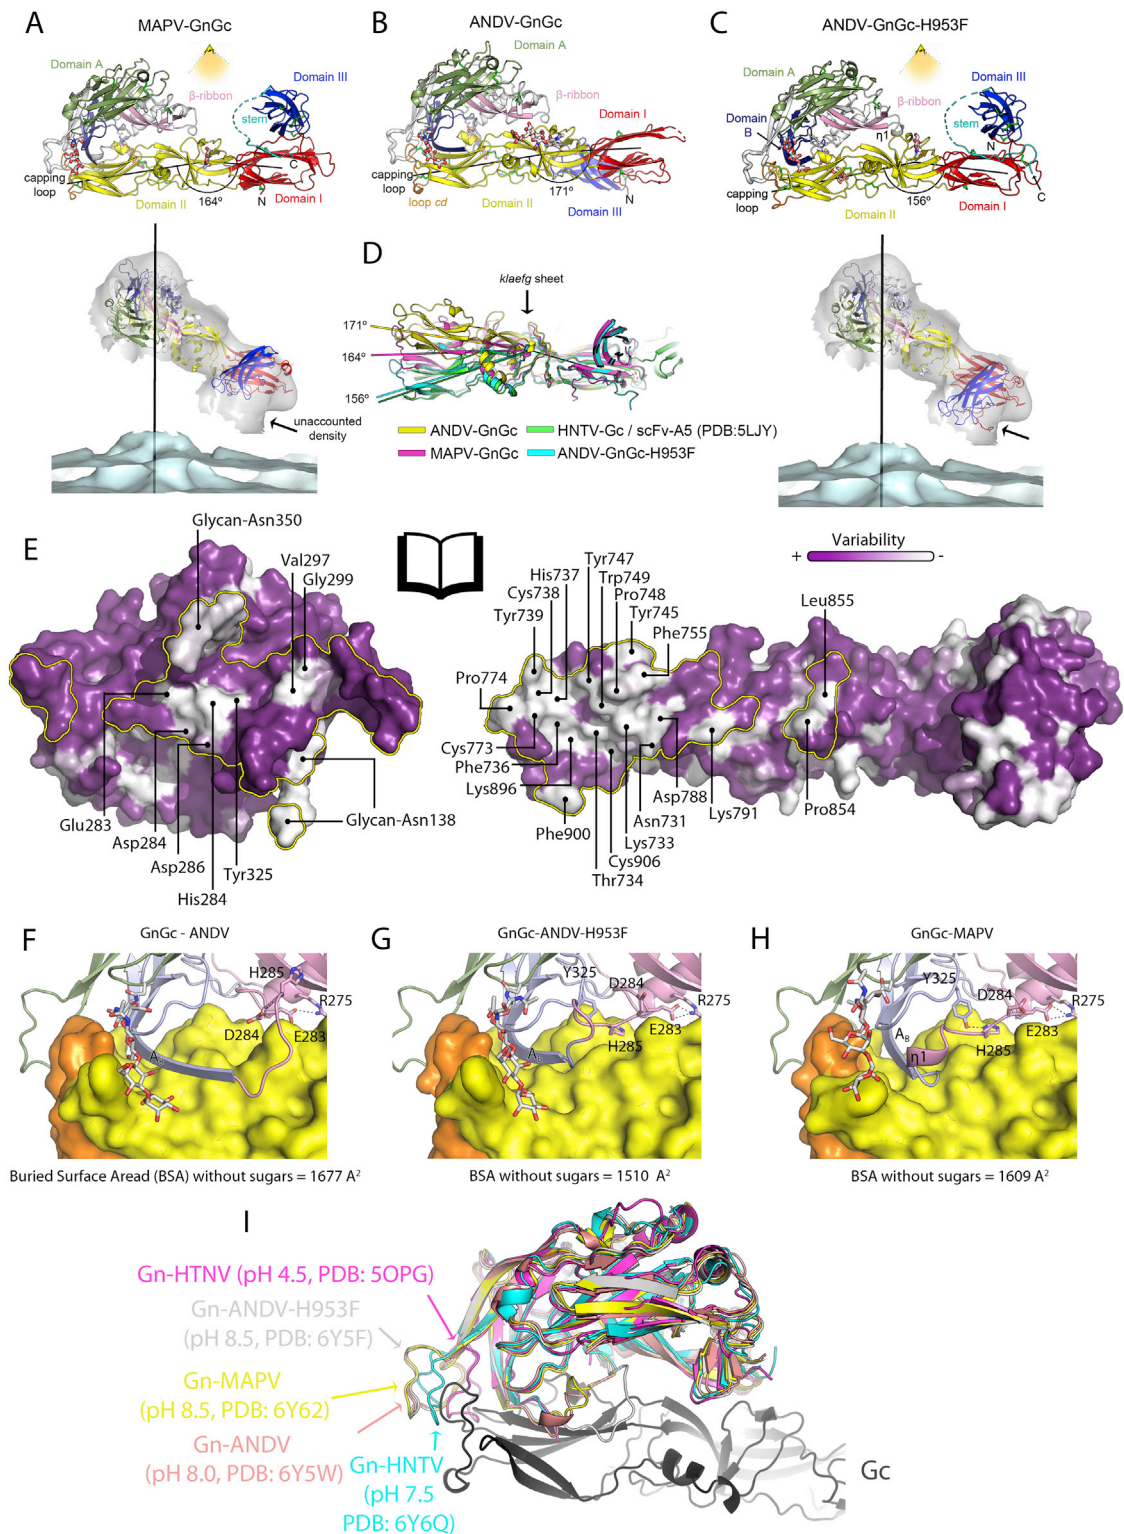 A
MAPV-GnGc
Domain A
Domain III
β-ribbon
stem
capping
loop
C
Domain II
164º
N
Domain I
B
ANDV-GnGc
Domain A
β-ribbon
Domain I
capping
loop
loop cd
Domain II
171º
N
Domain III
C
ANDV-GnGc-H953F
Domain A
Domain III
β-ribbon
Domain
B
η1
stem
N
capping
loop
156º
C
Domain II
Domain I
unaccounted
density
D
klaefg sheet
171º
164º
156º
ANDV-GnGc
HNTV-Gc / scFv-A5 (PDB:5LJY)
MAPV-GnGc
ANDV-GnGc-H953F
E
Glycan-Asn350
Val297
Gly299
Glu283
Asp284
Asp286
His284
Tyr325
Glycan-Asn138
Variability
+
-
Tyr747
His737
Trp749
Cys738
Pro748
Tyr739
Tyr745
Phe755
Leu855
Pro774
Cys773
Phe736
Lys896
Asp788
Asn731
Lys791
Pro854
Phe900
Lys733
Cys906
Thr734
F
GnGc - ANDV
H285
R275
D284
E283
A
Buried Surface Aread (BSA) without sugars = 1677 A²
G
GnGc-ANDV-H953F
Y325
D284
R275
E283
H285
A
BSA without sugars = 1510 A²
H
GnGc-MAPV
Y325
D284
R275
E283
A_B
H285
η1
BSA without sugars = 1609 A²
I
Gn-HTNV (pH 4.5, PDB: 5OPG)
Gn-ANDV-H953F
(pH 8.5, PDB: 6Y5F)
Gn-MAPV
(pH 8.5, PDB: 6Y62)
Gn-ANDV
(pH 8.0, PDB: 6Y5W)
Gn-HNTV
(pH 7.5
PDB: 6Y6Q)
Gc